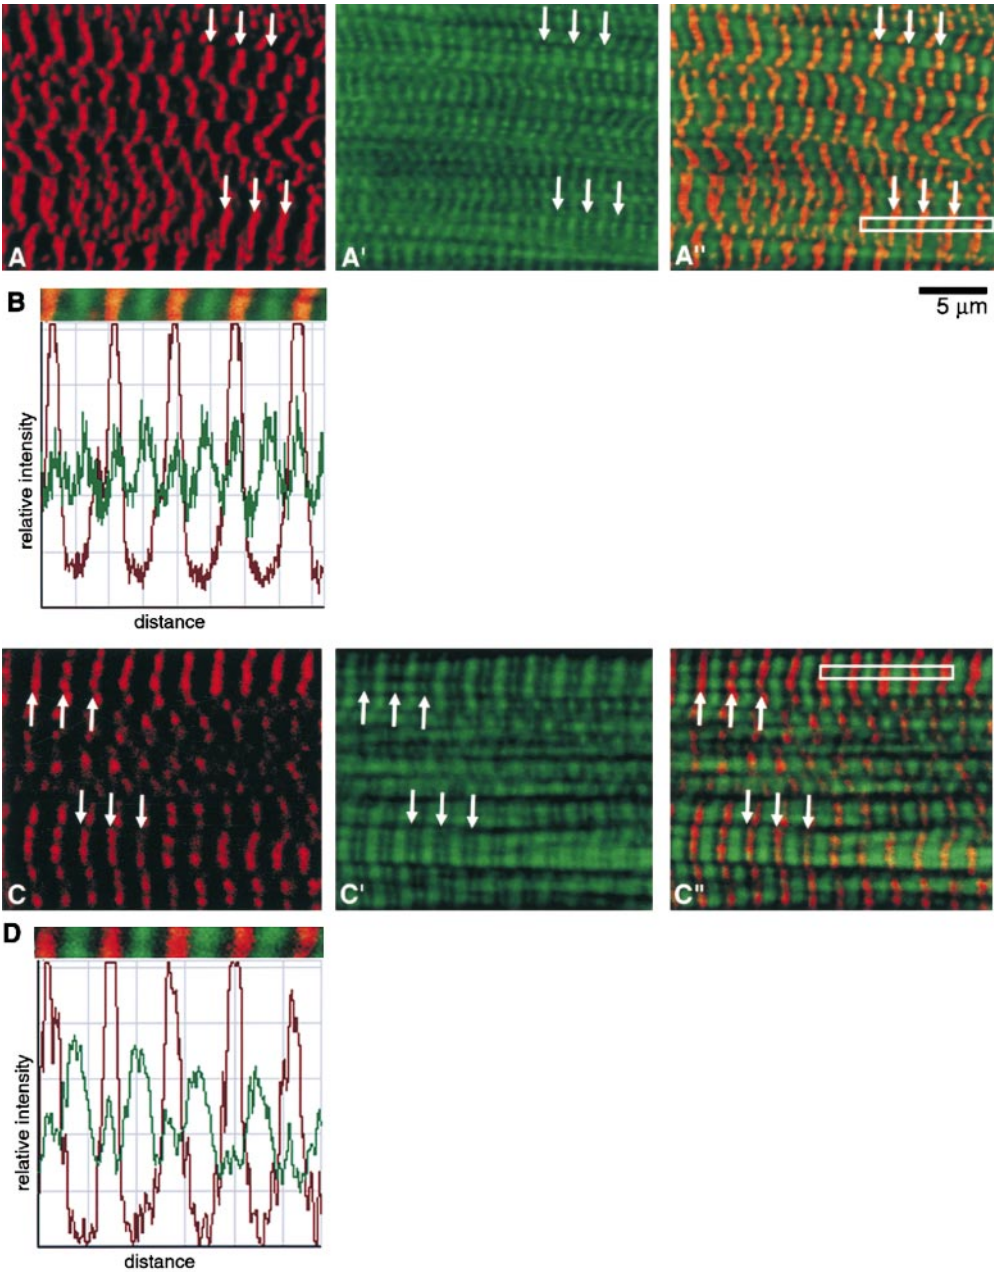 A
A'
A"
5 μm
B
relative intensity
distance
C
C'
C"
D
relative intensity
distance